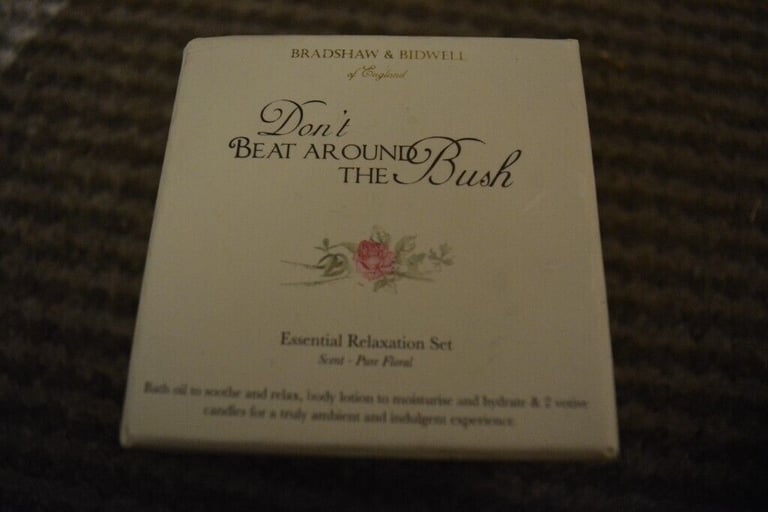 BRADSHAW & BIDWELL
of England
Don't
BEAT AROUND
THE Bush
Essential Relaxation Set
Scent - Pure Floral
Bath oil to soothe and relax, body lotion to moisturise and hydrate & 2 votive
candles for a truly ambient and indulgent experience